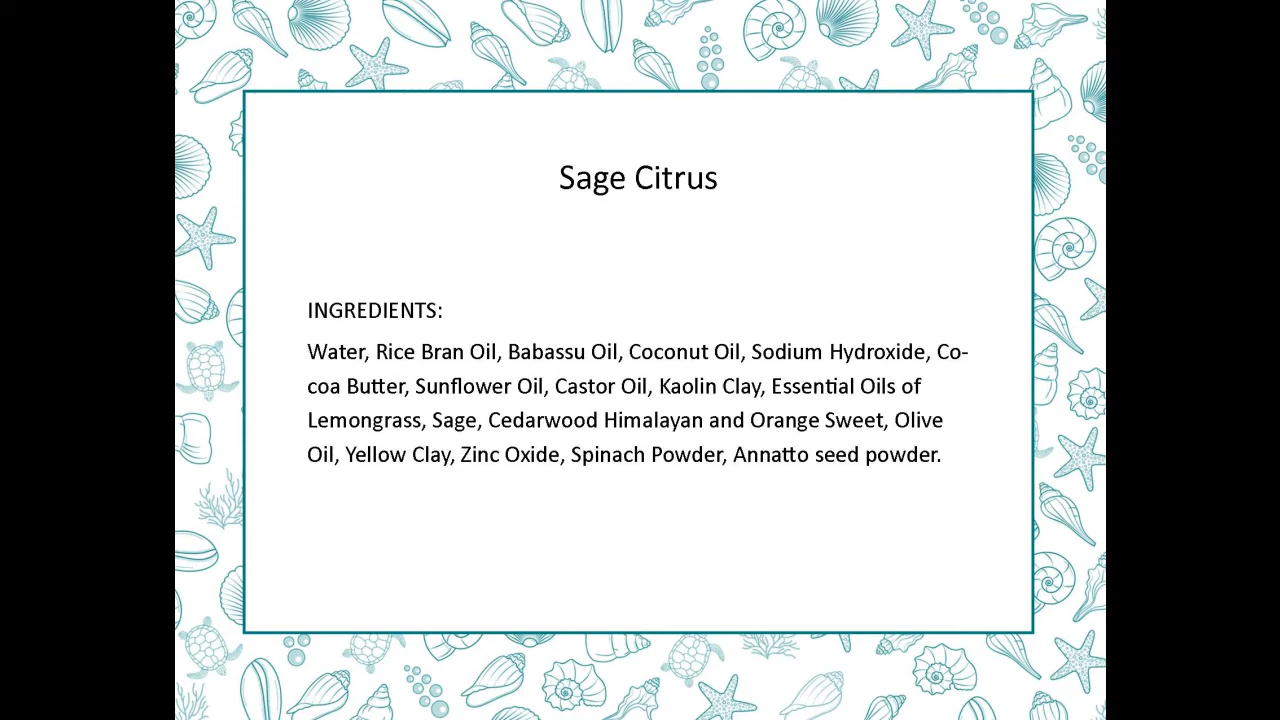 Sage Citrus
INGREDIENTS:
Water, Rice Bran Oil, Babassu Oil, Coconut Oil, Sodium Hydroxide, Co-
coa Butter, Sunflower Oil, Castor Oil, Kaolin Clay, Essential Oils of
Lemongrass, Sage, Cedarwood Himalayan and Orange Sweet, Olive
Oil, Yellow Clay, Zinc Oxide, Spinach Powder, Annatto seed powder.